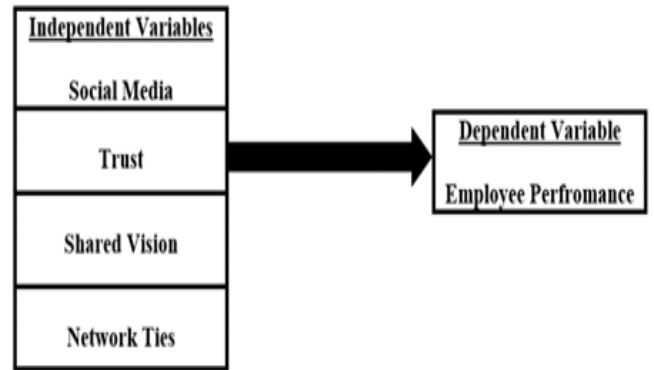 Independent Variables
Social Media
Trust
Shared Vision
Network Ties
Dependent Variable
Employee Perfromance